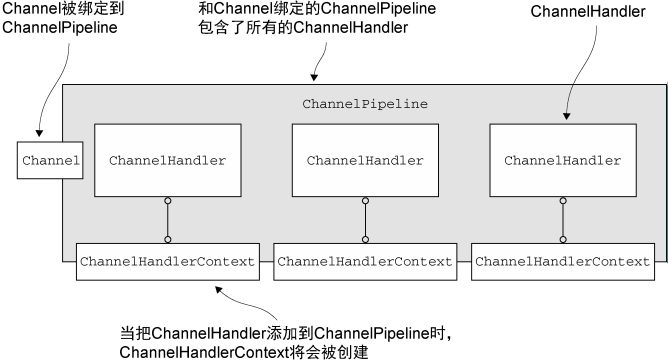 Channel被绑定到
ChannelPipeline
和Channel绑定的ChannelPipeline
包含了所有的ChannelHandler
ChannelHandler
ChannelPipeline
Channel
ChannelHandler
ChannelHandler
ChannelHandler
ChannelHandlerContext
ChannelHandlerContext
ChannelHandlerContext
当把ChannelHandler添加到ChannelPipeline时，
ChannelHandlerContext将会被创建